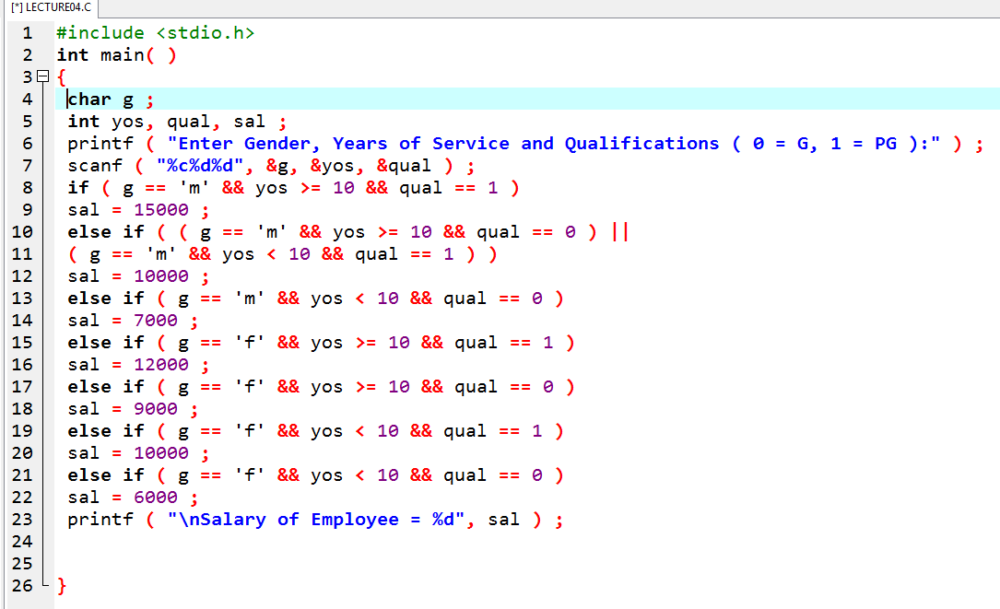 [*] LECTURE04.C
1 #include <stdio.h>
2 int main( )
3 {
4 char g ;
5 int yos, qual, sal ;
6 printf ( "Enter Gender, Years of Service and Qualifications ( 0 = G, 1 = PG ):" ) ;
7 scanf ( "%c%d%d", &g, &yos, &qual ) ;
8 if ( g == 'm' && yos >= 10 && qual == 1 )
9 sal = 15000 ;
10 else if ( ( g == 'm' && yos >= 10 && qual == 0 ) ||
11 ( g == 'm' && yos < 10 && qual == 1 ) )
12 sal = 10000 ;
13 else if ( g == 'm' && yos < 10 && qual == 0 )
14 sal = 7000 ;
15 else if ( g == 'f' && yos >= 10 && qual == 1 )
16 sal = 12000 ;
17 else if ( g == 'f' && yos >= 10 && qual == 0 )
18 sal = 9000 ;
19 else if ( g == 'f' && yos < 10 && qual == 1 )
20 sal = 10000 ;
21 else if ( g == 'f' && yos < 10 && qual == 0 )
22 sal = 6000 ;
23 printf ( "\nSalary of Employee = %d", sal ) ;
24
25
26 }